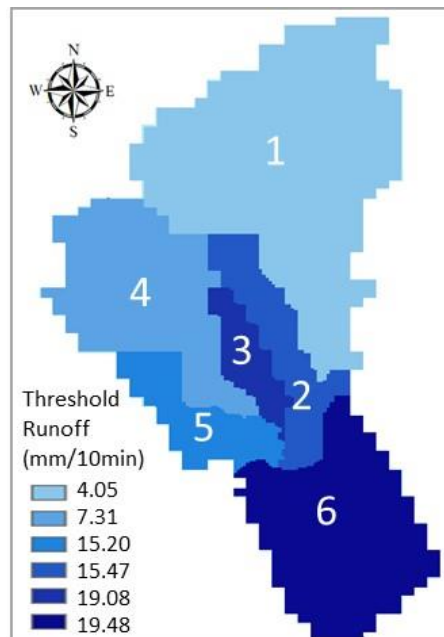 N
W E
S
1
4
3
2
5
6
Threshold
Runoff
(mm/10min)
4.05
7.31
15.20
15.47
19.08
19.48